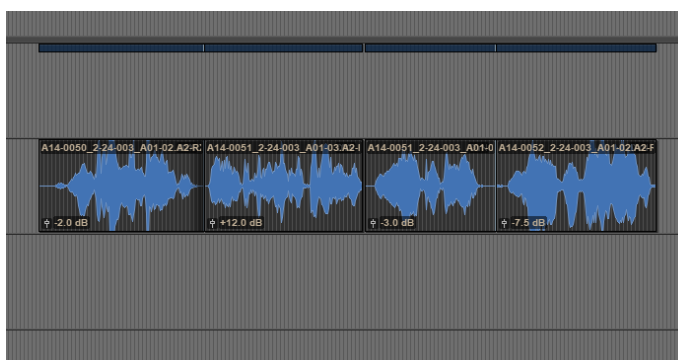 A14-0050_2-24-003_A01-02.A2-R
A14-0051_2-24-003_A01-03.A2-
A14-0051_2-24-003_A01-0
A14-0052_2-24-003_A01-02.A2-F
-2.0 dB
+12.0 dB
-3.0 dB
-7.5 dB